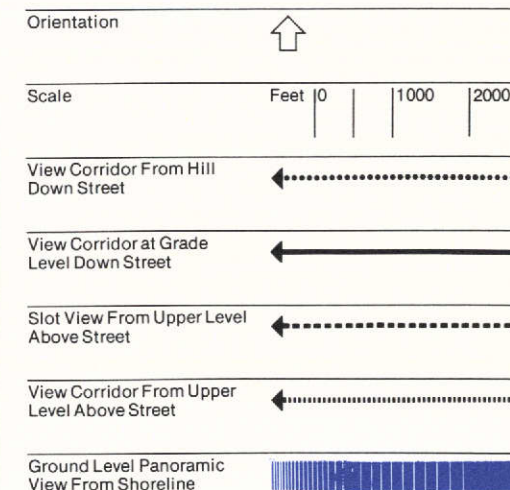 Orientation
Scale
Feet 0 1000 2000
View Corridor From Hill
Down Street
View Corridor at Grade
Level Down Street
Slot View From Upper Level
Above Street
View Corridor From Upper
Level Above Street
Ground Level Panoramic
View From Shoreline